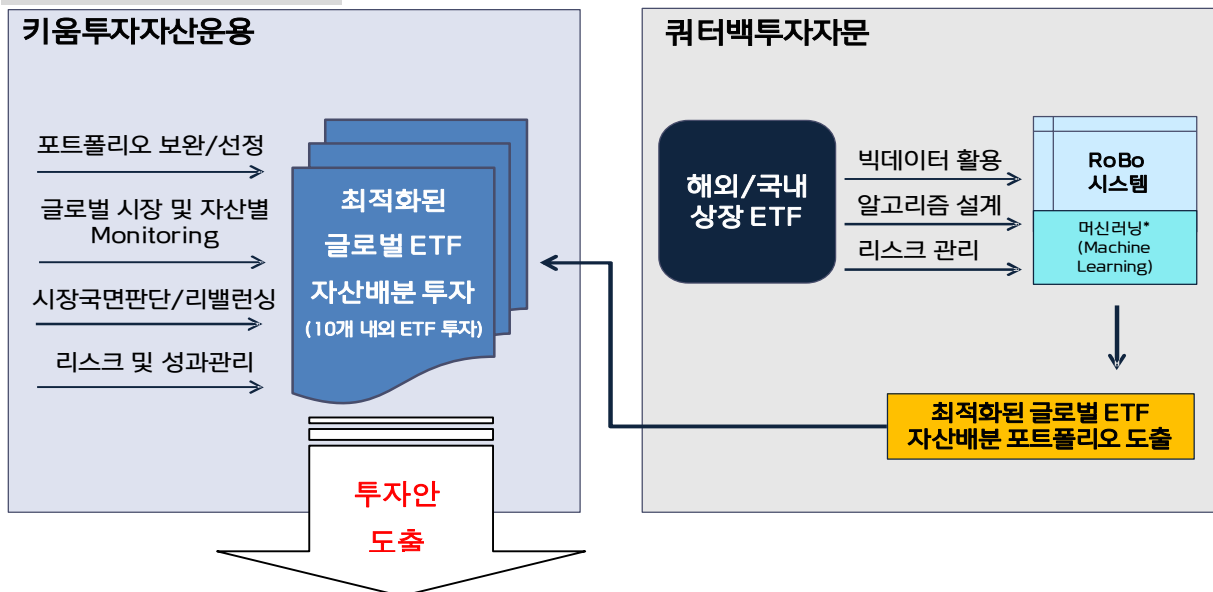 키움투자자산운용
포트폴리오 보완/선정
글로벌 시장 및 자산별
Monitoring
시장국면판단/리밸런싱
리스크 및 성과관리
최적화된
글로벌 ETF
자산배분 투자
(10개 내외 ETF 투자)
투자안
도출
쿼터백투자자문
해외/국내
상장 ETF
빅데이터 활용
알고리즘 설계
리스크 관리
RoBo
시스템
머신러닝*
(Machine
Learning)
최적화된 글로벌 ETF
자산배분 포트폴리오 도출